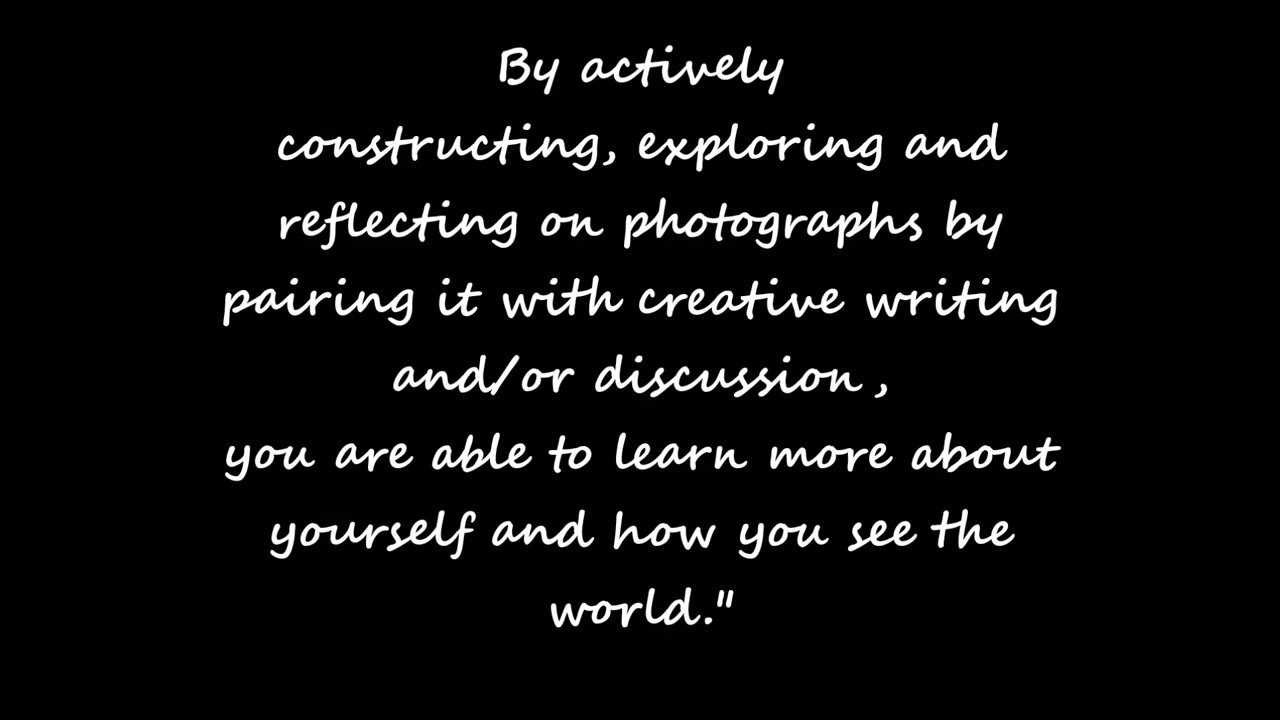 By actively
constructing, exploring and
reflecting on photographs by
pairing it with creative writing
and/or discussion ,
you are able to learn more about
yourself and how you see the
world."